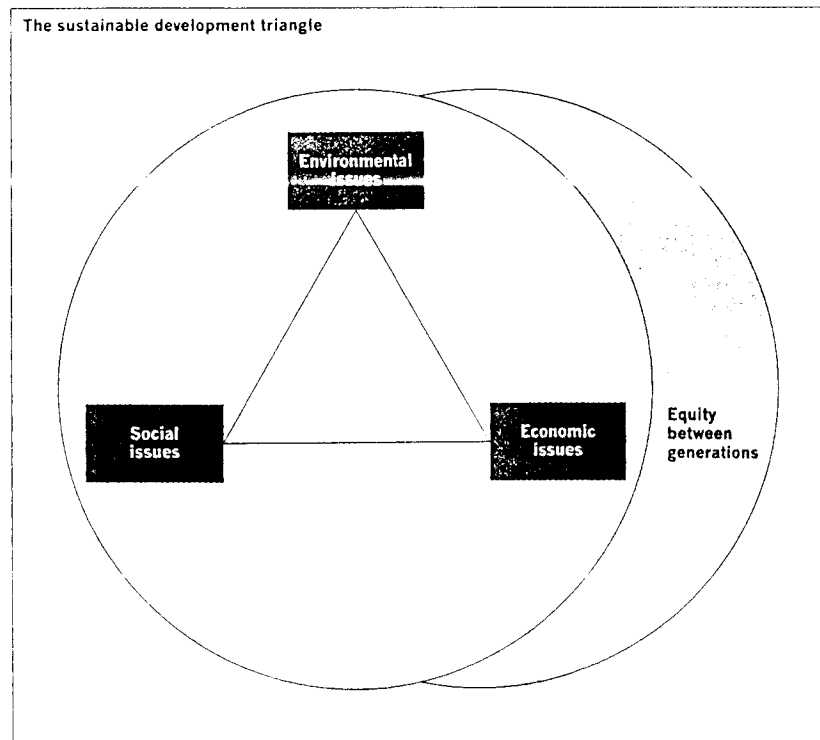 The sustainable development triangle
Environmental
issues
Social
issues
Economic
issues
Equity
between
generations